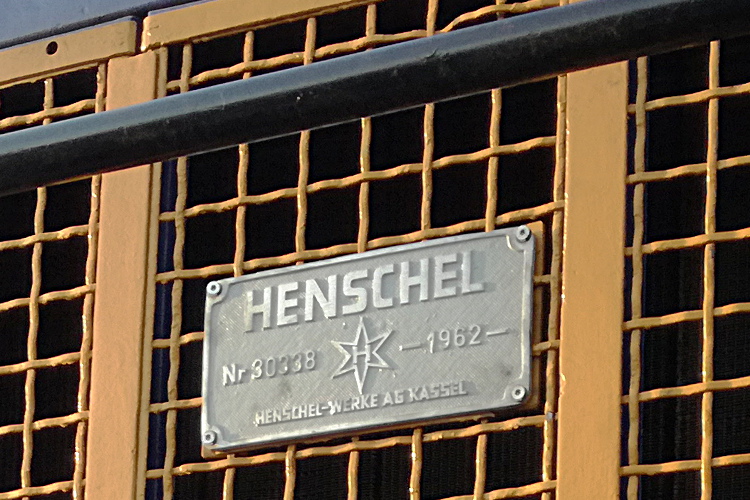 HENSCHEL
Nr 30338 H -1962-
HENSCHEL-WERKE AG KASSEL